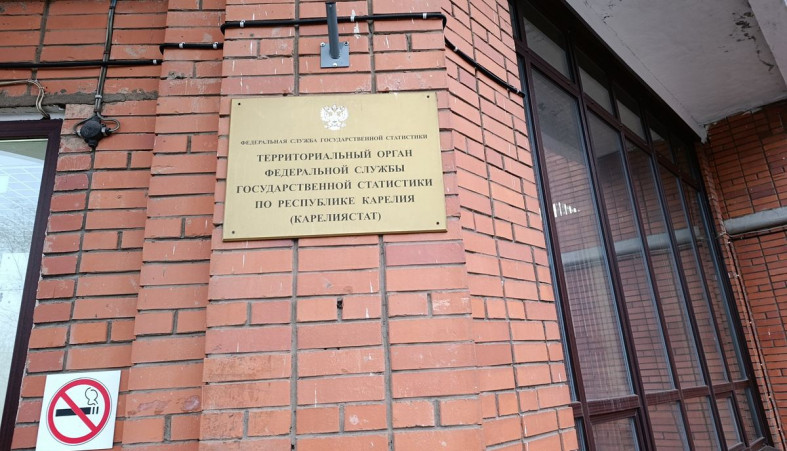 ФЕДЕРАЛЬНАЯ СЛУЖБА ГОСУДАРСТВЕННОЙ СТАТИСТИКИ
ТЕРРИТОРИАЛЬНЫЙ ОРГАН
ФЕДЕРАЛЬНОЙ СЛУЖБЫ
ГОСУДАРСТВЕННОЙ СТАТИСТИКИ
ПО РЕСПУБЛИКЕ КАРЕЛИЯ
(КАРЕЛИЯСТАТ)